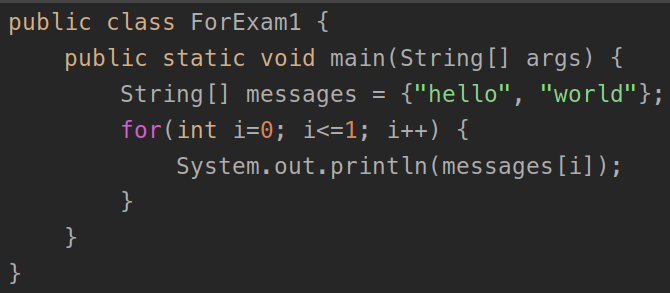 public class ForExam1 {
    public static void main(String[] args) {
        String[] messages = {"hello", "world"};
        for(int i=0; i<=1; i++) {
            System.out.println(messages[i]);
        }
    }
}